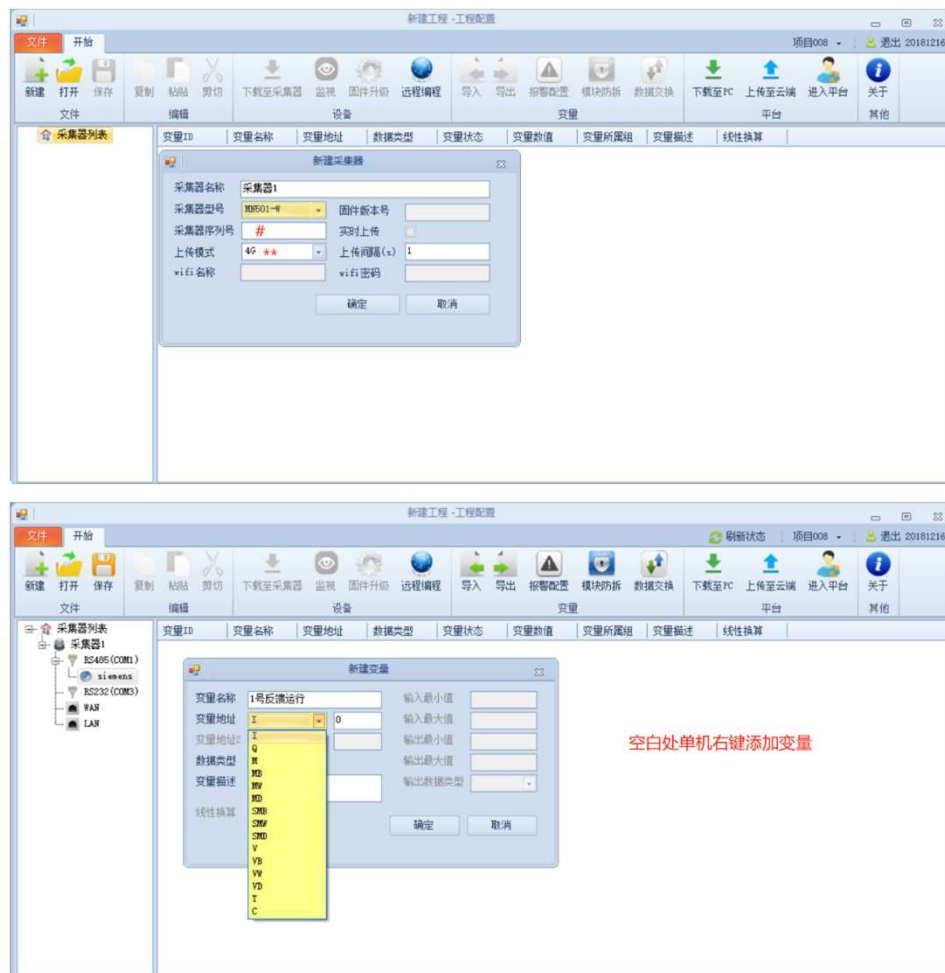 新建工程 -工程配置
文件 开始 项目008 退出 20181216
新建 打开 保存 复制 粘贴 剪切 下载至采集器 监视 固件升级 远程编程 导入 导出 报警配置 模块防拆 数据交换 下载至PC 上传至云端 进入平台 关于
文件 编辑 设备 变量 平台 其他
采集器列表 变量ID 变量名称 变量地址 数据类型 变量状态 变量数值 变量所属组 变量描述 线性换算
新建采集器
采集器名称 采集器1
采集器型号 MN501-W 固件版本号
采集器序列号 # 实时上传
上传模式 4G ** 上传间隔(s) 1
wifi名称 wifi密码
确定 取消
新建工程 -工程配置
文件 开始 刷新状态 项目008 退出 20181216
新建 打开 保存 复制 粘贴 剪切 下载至采集器 监视 固件升级 远程编程 导入 导出 报警配置 模块防拆 数据交换 下载至PC 上传至云端 进入平台 关于
文件 编辑 设备 变量 平台 其他
采集器列表 变量ID 变量名称 变量地址 数据类型 变量状态 变量数值 变量所属组 变量描述 线性换算
采集器1
RS485(COM1)
siemens
RS232(COM3)
WAN
LAN
新建变量
变量名称 1号反馈运行 输入最小值
变量地址 I 0 输入最大值
变量地址2 输出最小值
数据类型 输出最大值
变量描述 输出数据类型
线性换算
确定 取消
I
Q
M
MB
MW
MD
SMB
SMW
SMD
V
VB
VW
VD
T
C
空白处单机右键添加变量